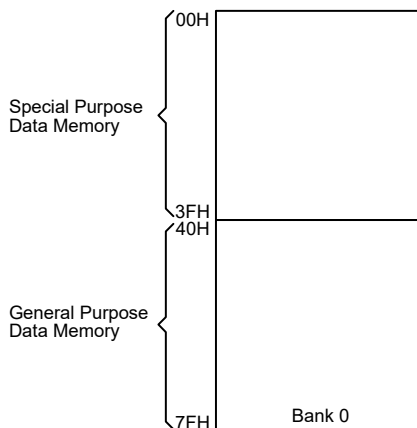 00H
Special Purpose
Data Memory
3FH
40H
General Purpose
Data Memory
7FH
Bank 0